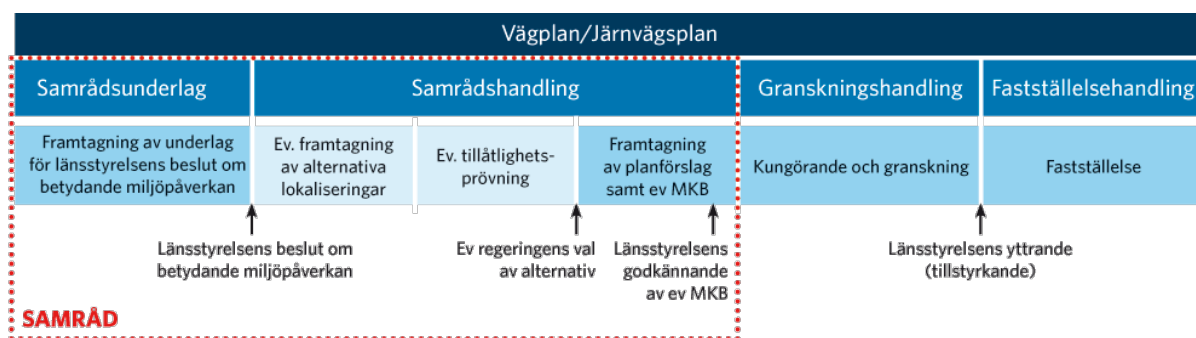 Vägplan/Järnvägsplan
Samrådsunderlag
Samrådshandling
Granskningshandling
Fastställelsehandling
Framtagning av underlag
för länsstyrelsens beslut om
betydande miljöpåverkan
Ev. framtagning
av alternativa
lokaliseringar
Ev. tillåtlighets-
prövning
Framtagning
av planförslag
samt ev MKB
Kungörande och granskning
Fastställelse
Länsstyrelsens beslut om
betydande miljöpåverkan
Ev regeringens val
av alternativ
Länsstyrelsens
godkännande
av ev MKB
Länsstyrelsens yttrande
(tillstyrkande)
SAMRÅD